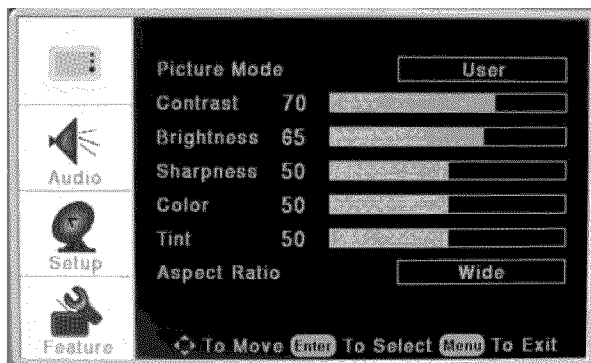 Picture Mode User
Contrast 70
Brightness 65
Sharpness 50
Color 50
Tint 50
Aspect Ratio Wide
Audio
Setup
Feature
To Move Enter To Select Menu To Exit